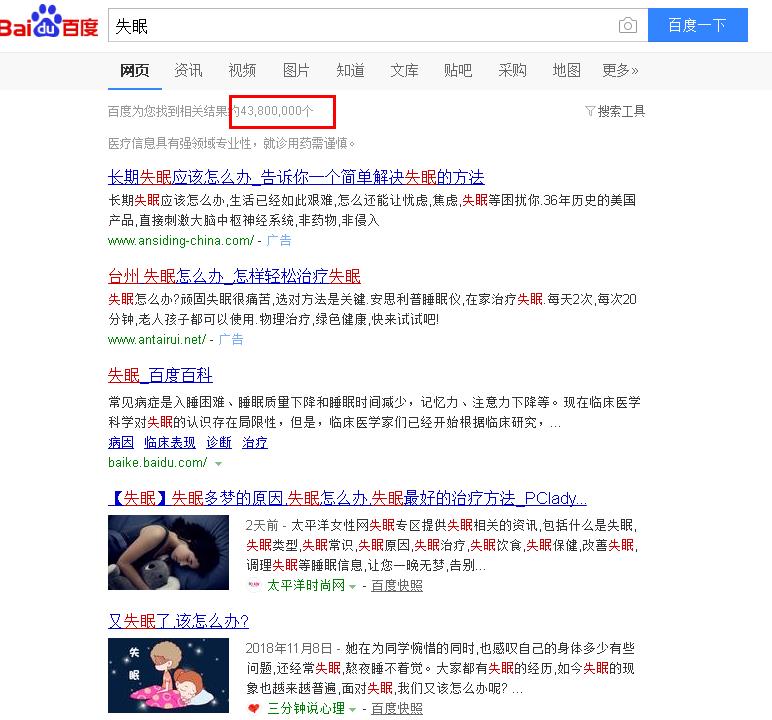 Bai du 百度
失眠
百度一下
网页 资讯 视频 图片 知道 文库 贴吧 采购 地图 更多»
百度为您找到相关结果约43,800,000个
搜索工具
医疗信息具有强领域专业性，就诊用药需谨慎。
长期失眠应该怎么办_告诉你一个简单解决失眠的方法
长期失眠应该怎么办,生活已经如此艰难,怎么还能让忧虑,焦虑,失眠等困扰你.36年历史的美国
产品,直接刺激大脑中枢神经系统,非药物,非侵入
www.ansiding-china.com/ - 广告
台州 失眠怎么办_怎样轻松治疗失眠
失眠怎么办?顽固失眠很痛苦,选对方法是关键.安思利普睡眠仪,在家治疗失眠.每天2次,每次20
分钟,老人孩子都可以使用.物理治疗,绿色健康,快来试试吧!
www.antairui.net/ - 广告
失眠_百度百科
常见病症是入睡困难、睡眠质量下降和睡眠时间减少，记忆力、注意力下降等。现在临床医学
科学对失眠的认识存在局限性，但是，临床医学家们已经开始根据临床研究，...
病因 临床表现 诊断 治疗
baike.baidu.com/
【失眠】失眠多梦的原因,失眠怎么办,失眠最好的治疗方法_PClady...
2天前 - 太平洋女性网失眠专区提供失眠相关的资讯,包括什么是失眠,
失眠类型,失眠常识,失眠原因,失眠治疗,失眠饮食,失眠保健,改善失眠,
调理失眠等睡眠信息,让您一晚无梦,告别...
太平洋时尚网 - 百度快照
又失眠了,该怎么办?
失
眠
2018年11月8日 - 她在为同学惋惜的同时,也感叹自己的身体多少有些
问题,还经常失眠,熬夜睡不着觉。大家都有失眠的经历,如今失眠的现
象也越来越普遍,面对失眠,我们又该怎么办呢? ...
三分钟说心理 - 百度快照